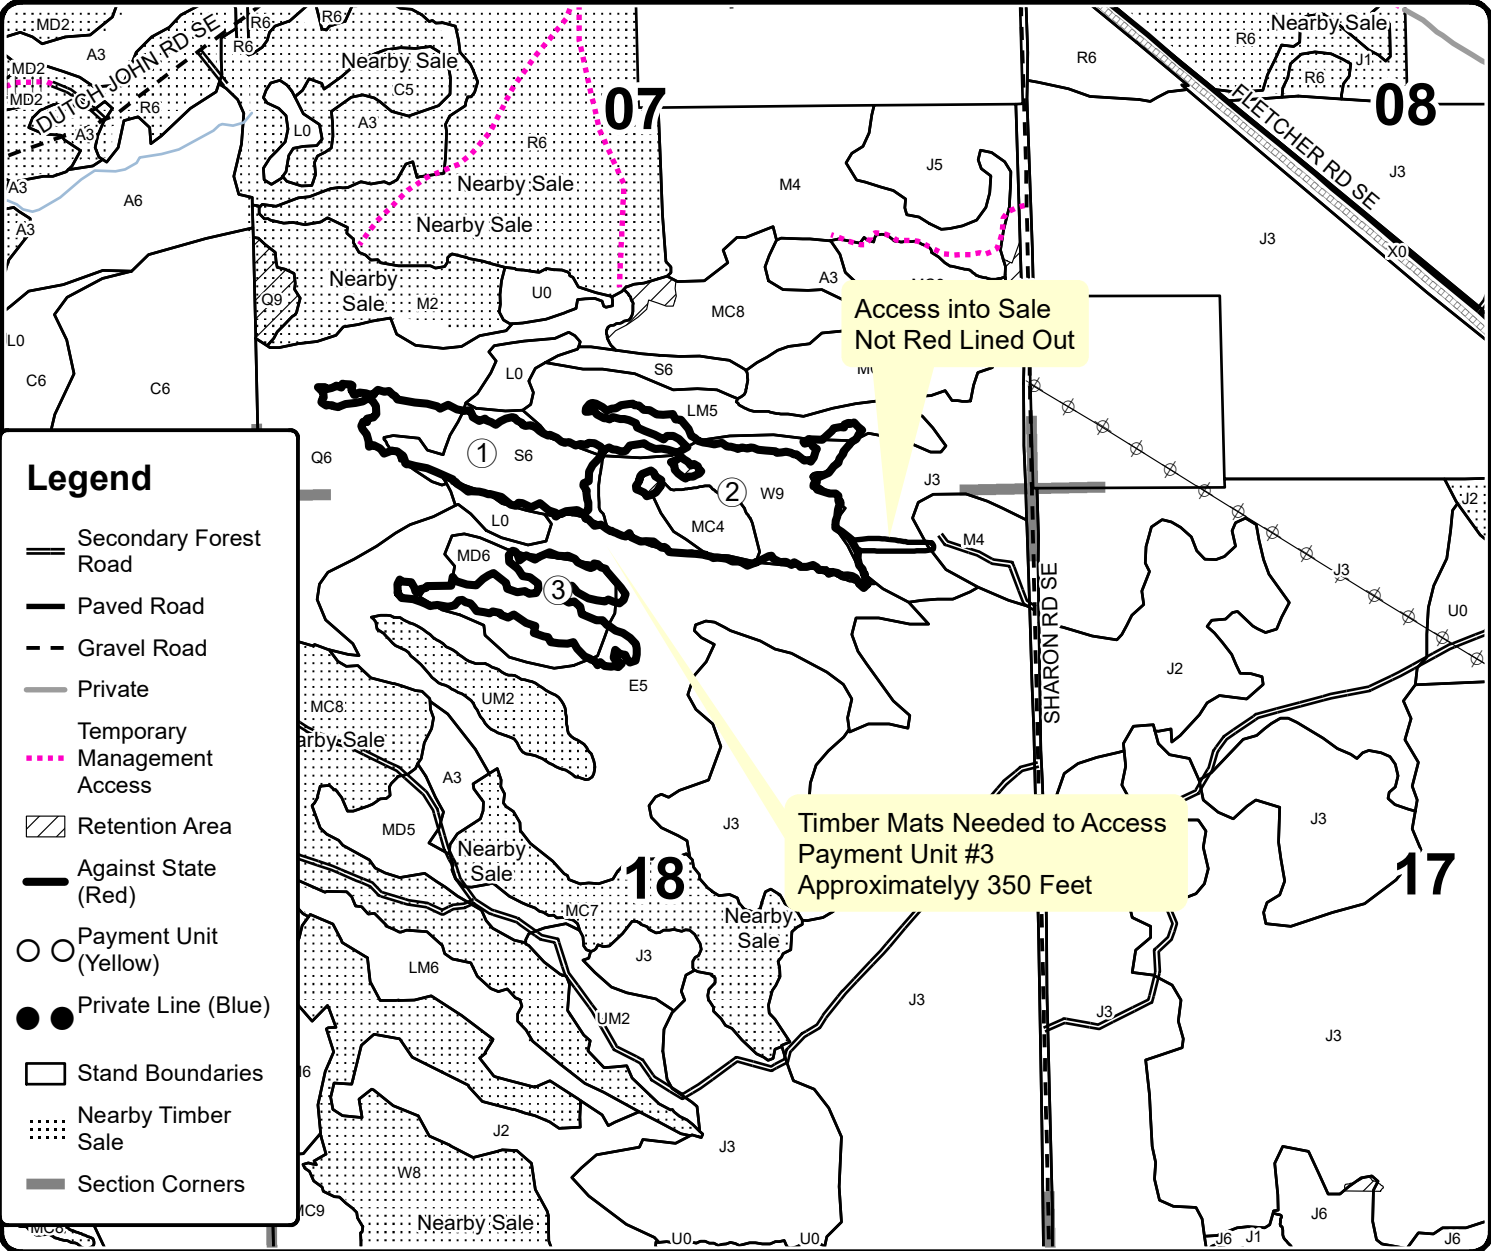 MD2
A3
MD2
MD2
DUTCH JOHN RD SE
R6
R6
R6
R6
A3
A3
A3
A6
Nearby Sale
C5
A3
L0
07
R6
Nearby Sale
Nearby Sale
Nearby
Sale
M2
Q9
U0
R6
R6
Nearby Sale
J1
R6
08
FLETCHER RD SE
J3
J3
X0
J5
M4
A3
MC8
Access into Sale
Not Red Lined Out
L0
C6
C6
L0
S6
LM5
Q6
1
S6
2
W9
MC4
J3
M4
L0
MD6
3
E5
J2
J3
U0
J2
SHARON RD SE
Legend
Secondary Forest
Road
Paved Road
Gravel Road
Private
Temporary
Management
Access
Retention Area
Against State
(Red)
Payment Unit
(Yellow)
Private Line (Blue)
Stand Boundaries
Nearby Timber
Sale
Section Corners
MC8
arby Sale
UM2
A3
MD5
Nearby
Sale
18
J3
Timber Mats Needed to Access
Payment Unit #3
Approximatelyy 350 Feet
J3
17
MC7
Nearby
Sale
J3
LM6
UM2
J3
J3
J3
J2
J3
W8
Nearby Sale
U0
U0
J6
J6
J1
J6
MC8